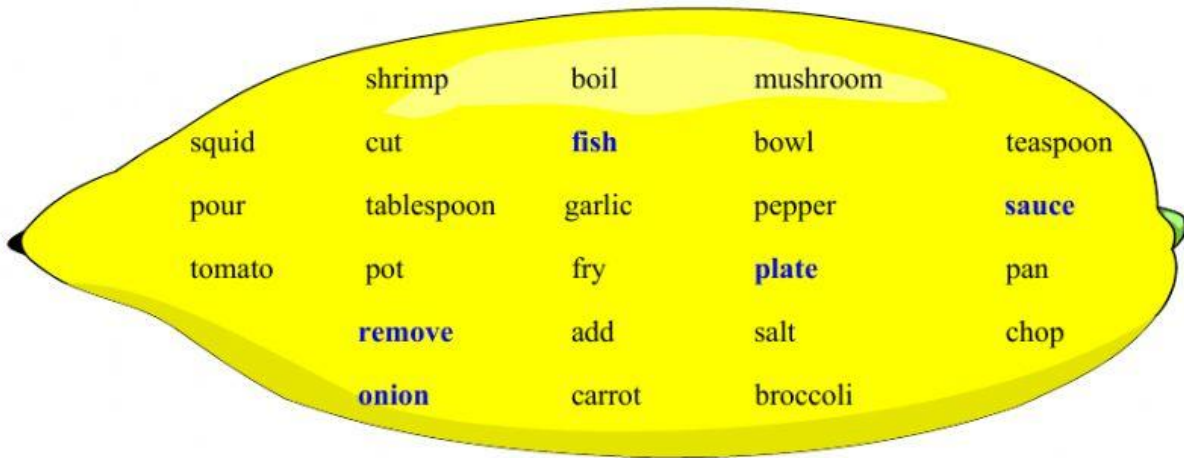 shrimp boil mushroom
squid cut fish bowl teaspoon
pour tablespoon garlic pepper sauce
tomato pot fry plate pan
remove add salt chop
onion carrot broccoli